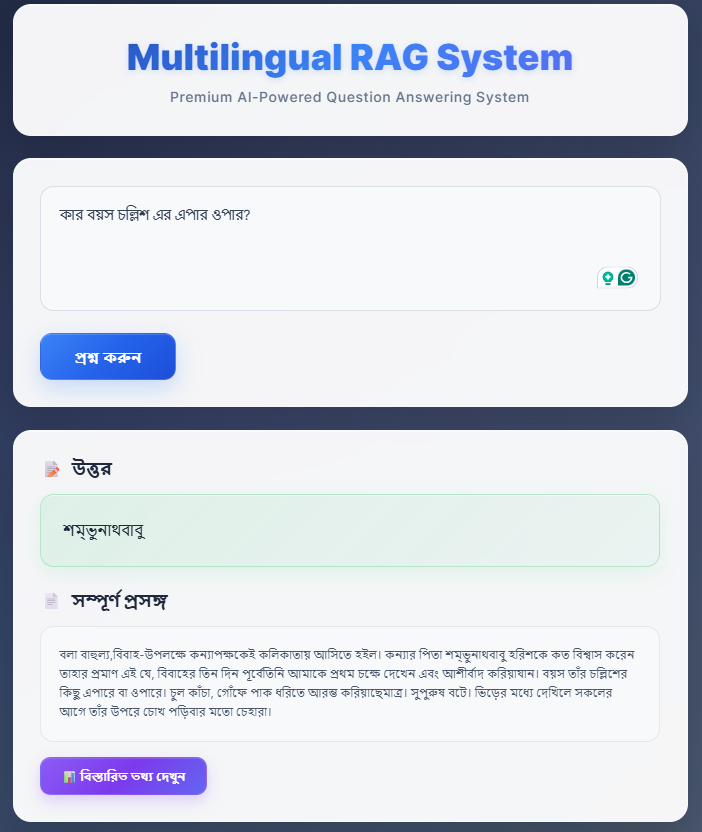 Multilingual RAG System
Premium AI-Powered Question Answering System
কার বয়স চল্লিশ এর এপার ওপার?
প্রশ্ন করুন
উত্তর
শম্ভুনাথবাবু
সম্পূর্ণ প্রসঙ্গ
বলা বাহুল্য,বিবাহ-উপলক্ষে কন্যাপক্ষকেই কলিকাতায় আসিতে হইল। কন্যার পিতা শম্ভুনাথবাবু হরিশকে কত বিশ্বাস করেন
তাহার প্রমাণ এই যে, বিবাহের তিন দিন পূর্বেতিনি আমাকে প্রথম চক্ষে দেখেন এবং আশীর্বাদ করিয়াযান। বয়স তাঁর চল্লিশের
কিছু এপারে বা ওপারে। চুল কাঁচা, গোঁফে পাক ধরিতে আরম্ভ করিয়াছেমাত্র। সুপুরুষ বটে। ভিড়ের মধ্যে দেখিলে সকলের
আগে তাঁর উপরে চোখ পড়িবার মতো চেহারা।
বিস্তারিত তথ্য দেখুন